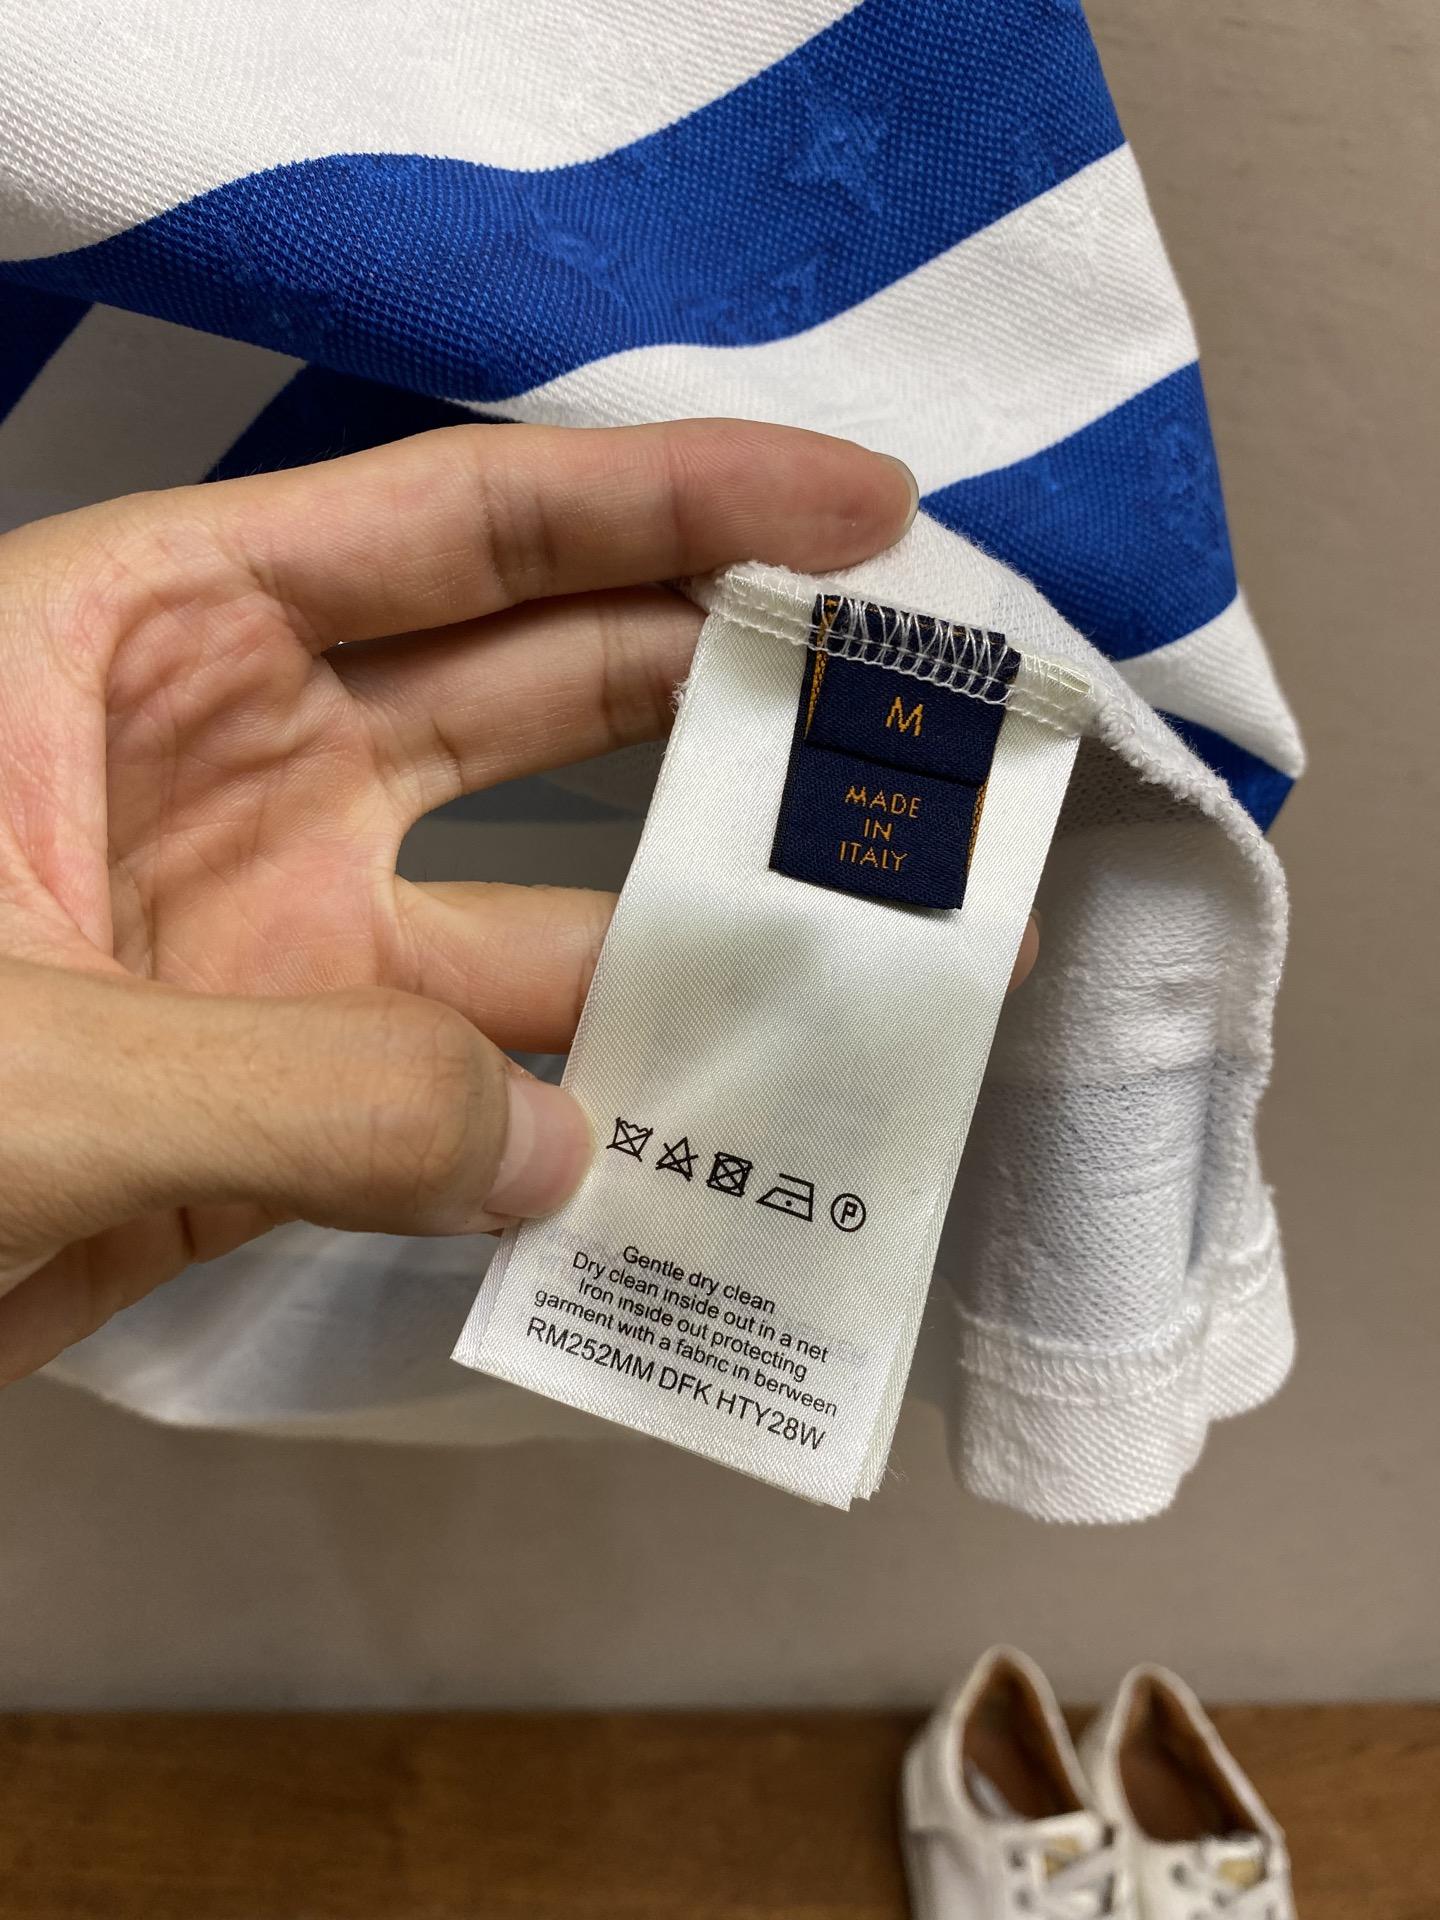 M
MADE
IN
ITALY
P
Gentle dry clean
Dry clean inside out in a net
Iron inside out protecting
garment with a fabric in berween
RM252MM DFK HTY28W